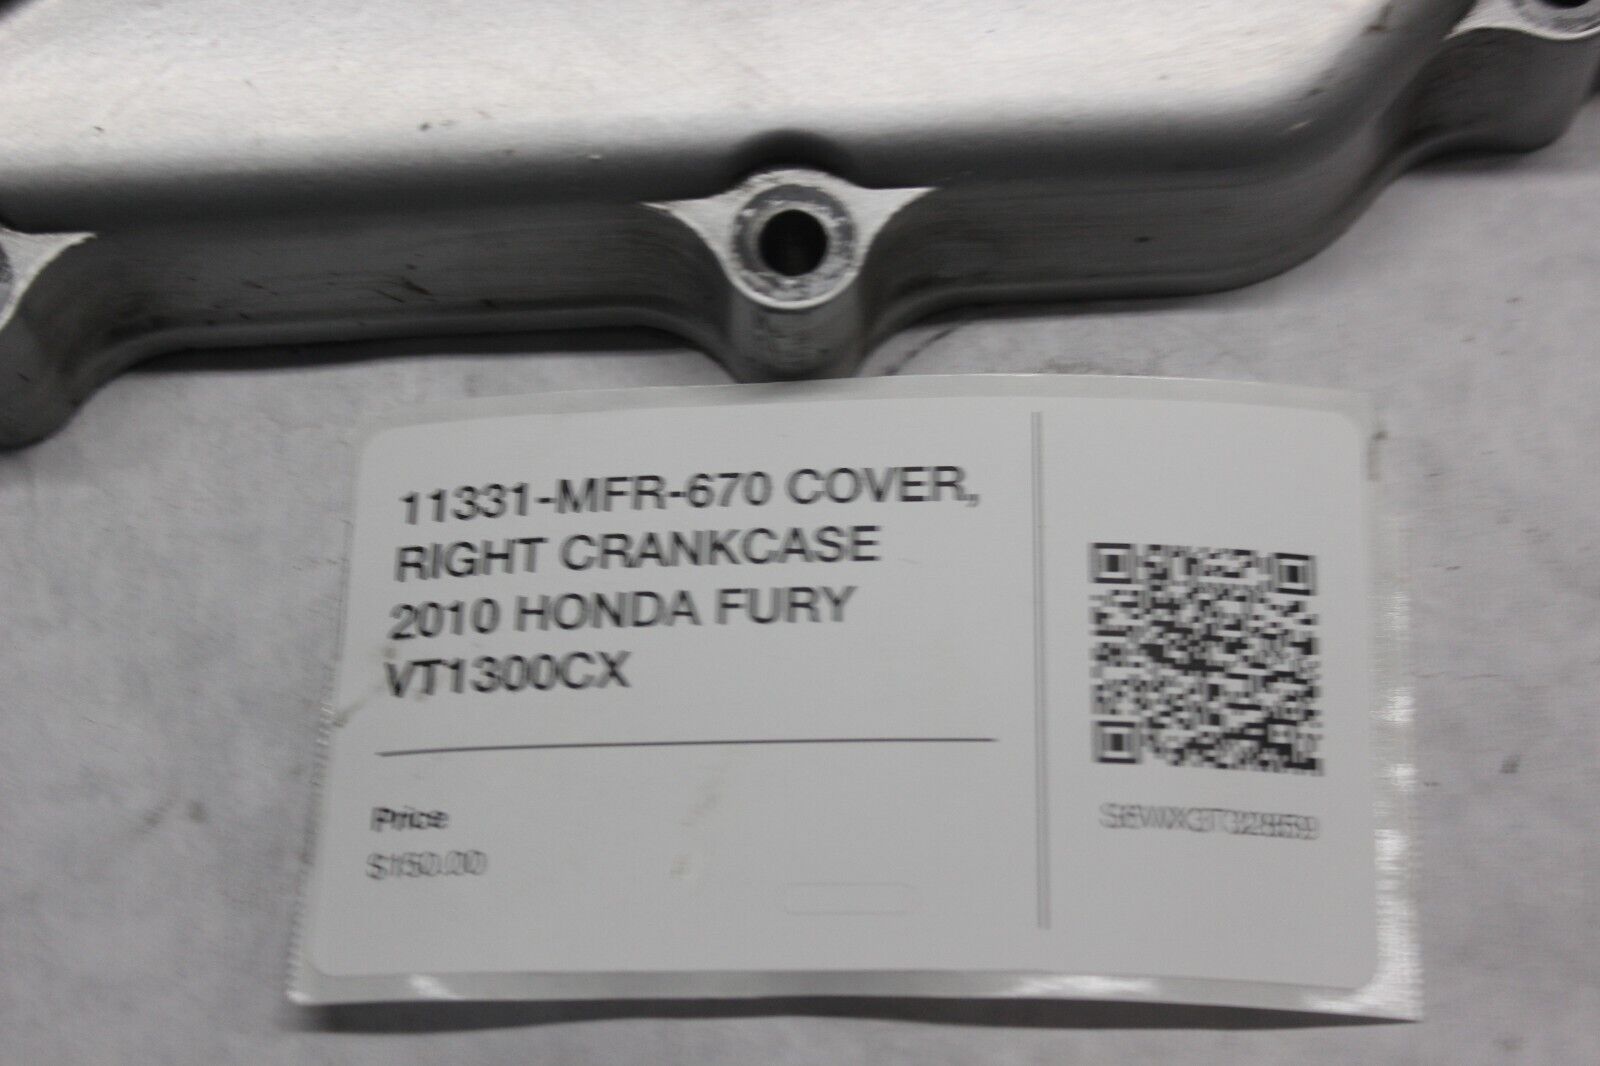 11331-MFR-670 COVER,
RIGHT CRANKCASE
2010 HONDA FURY
VT1300CX
Price
$150.00